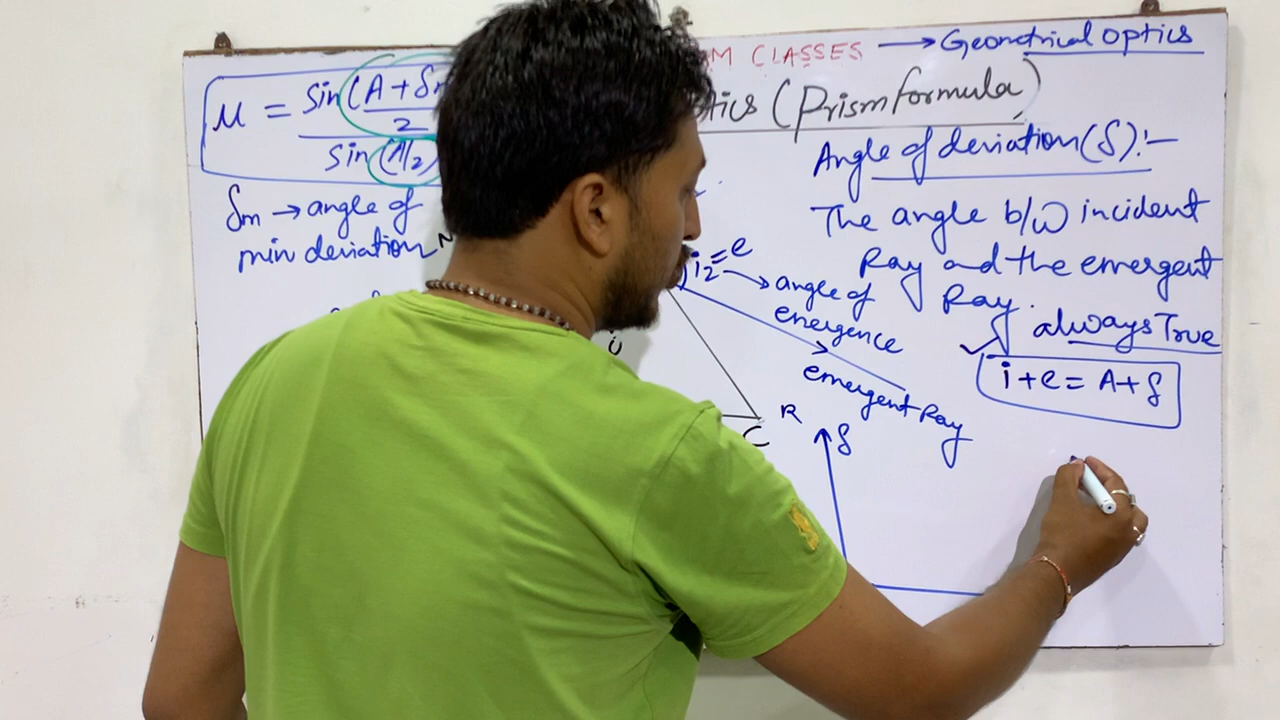 M CLASSES → Geometrical optics
tics (Prism formula)
μ = Sin(A + δm
2
Sin(A/2)
δm → angle of
min deviation
Angle of deviation(δ):–
The angle b/w incident
Ray and the emergent
Ray.
i₂ = e
→ angle of
emergence
emergent Ray
always True
i + e = A + δ
N
C
R
δ